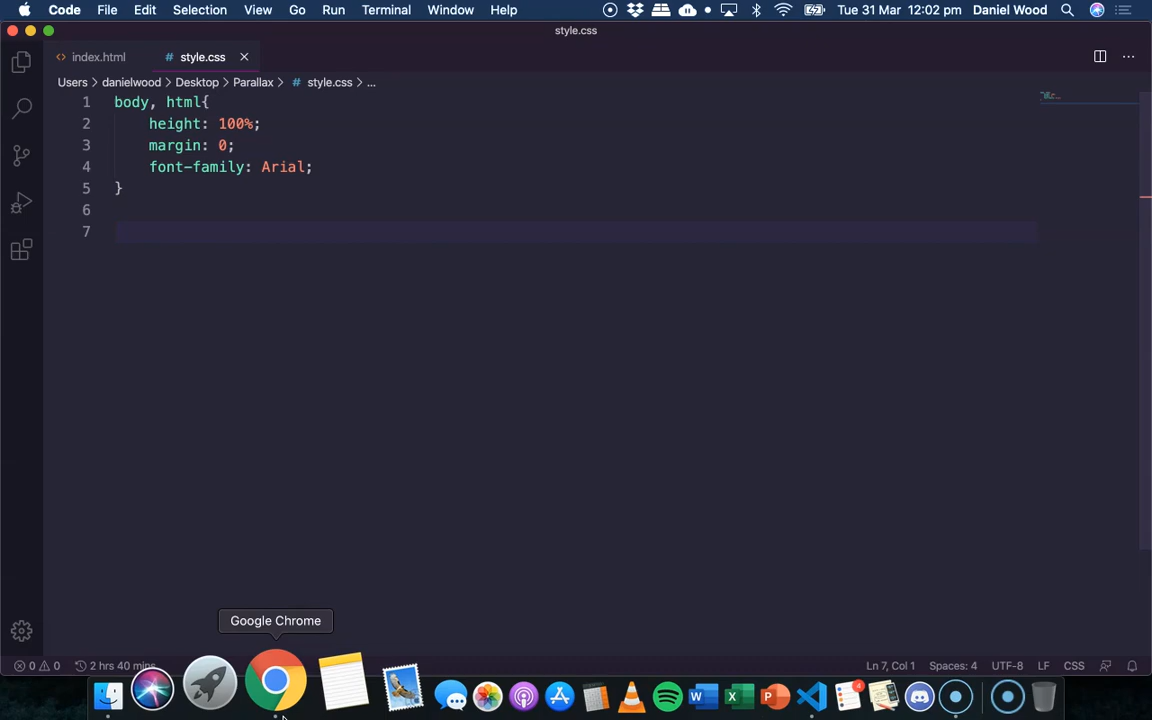 Code File Edit Selection View Go Run Terminal Window Help Tue 31 Mar 12:02 pm Daniel Wood
style.css
<> index.html # style.css ×
Users > danielwood > Desktop > Parallax > # style.css > ...
1 body, html{
2 height: 100%;
3 margin: 0;
4 font-family: Arial;
5 }
6
7
Google Chrome
0 0 2 hrs 40 mins Ln 7, Col 1 Spaces: 4 UTF-8 LF CSS
4